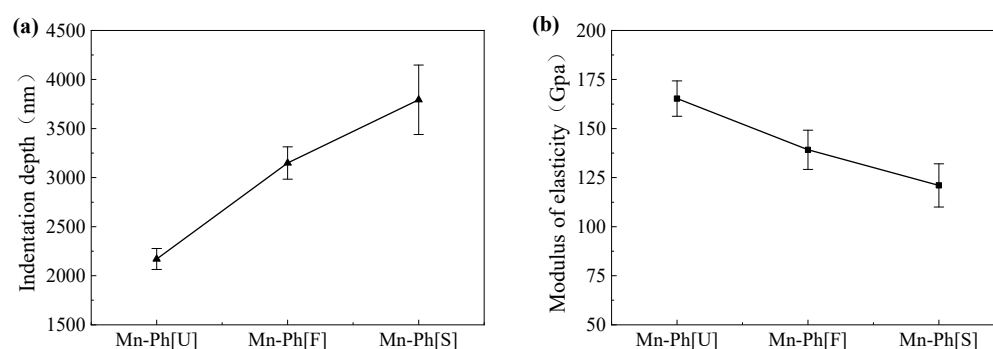 (a)
Indentation depth（nm）
4500
4000
3500
3000
2500
2000
1500
Mn-Ph[U] Mn-Ph[F] Mn-Ph[S]
(b)
Modulus of elasticity（Gpa）
200
175
150
125
100
75
50
Mn-Ph[U] Mn-Ph[F] Mn-Ph[S]